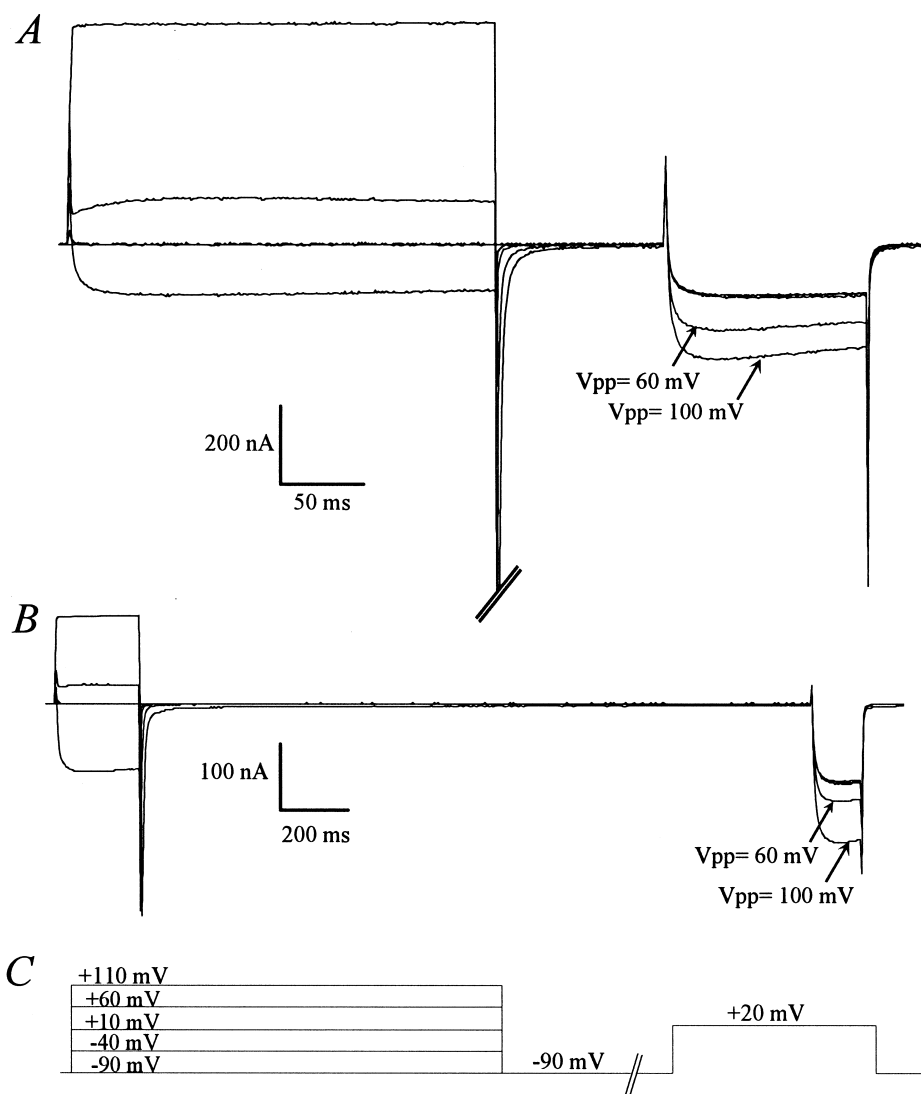 A
200 nA
50 ms
Vpp= 60 mV
Vpp= 100 mV
B
100 nA
200 ms
Vpp= 60 mV
Vpp= 100 mV
C
+110 mV
+60 mV
+10 mV
-40 mV
-90 mV
-90 mV
+20 mV